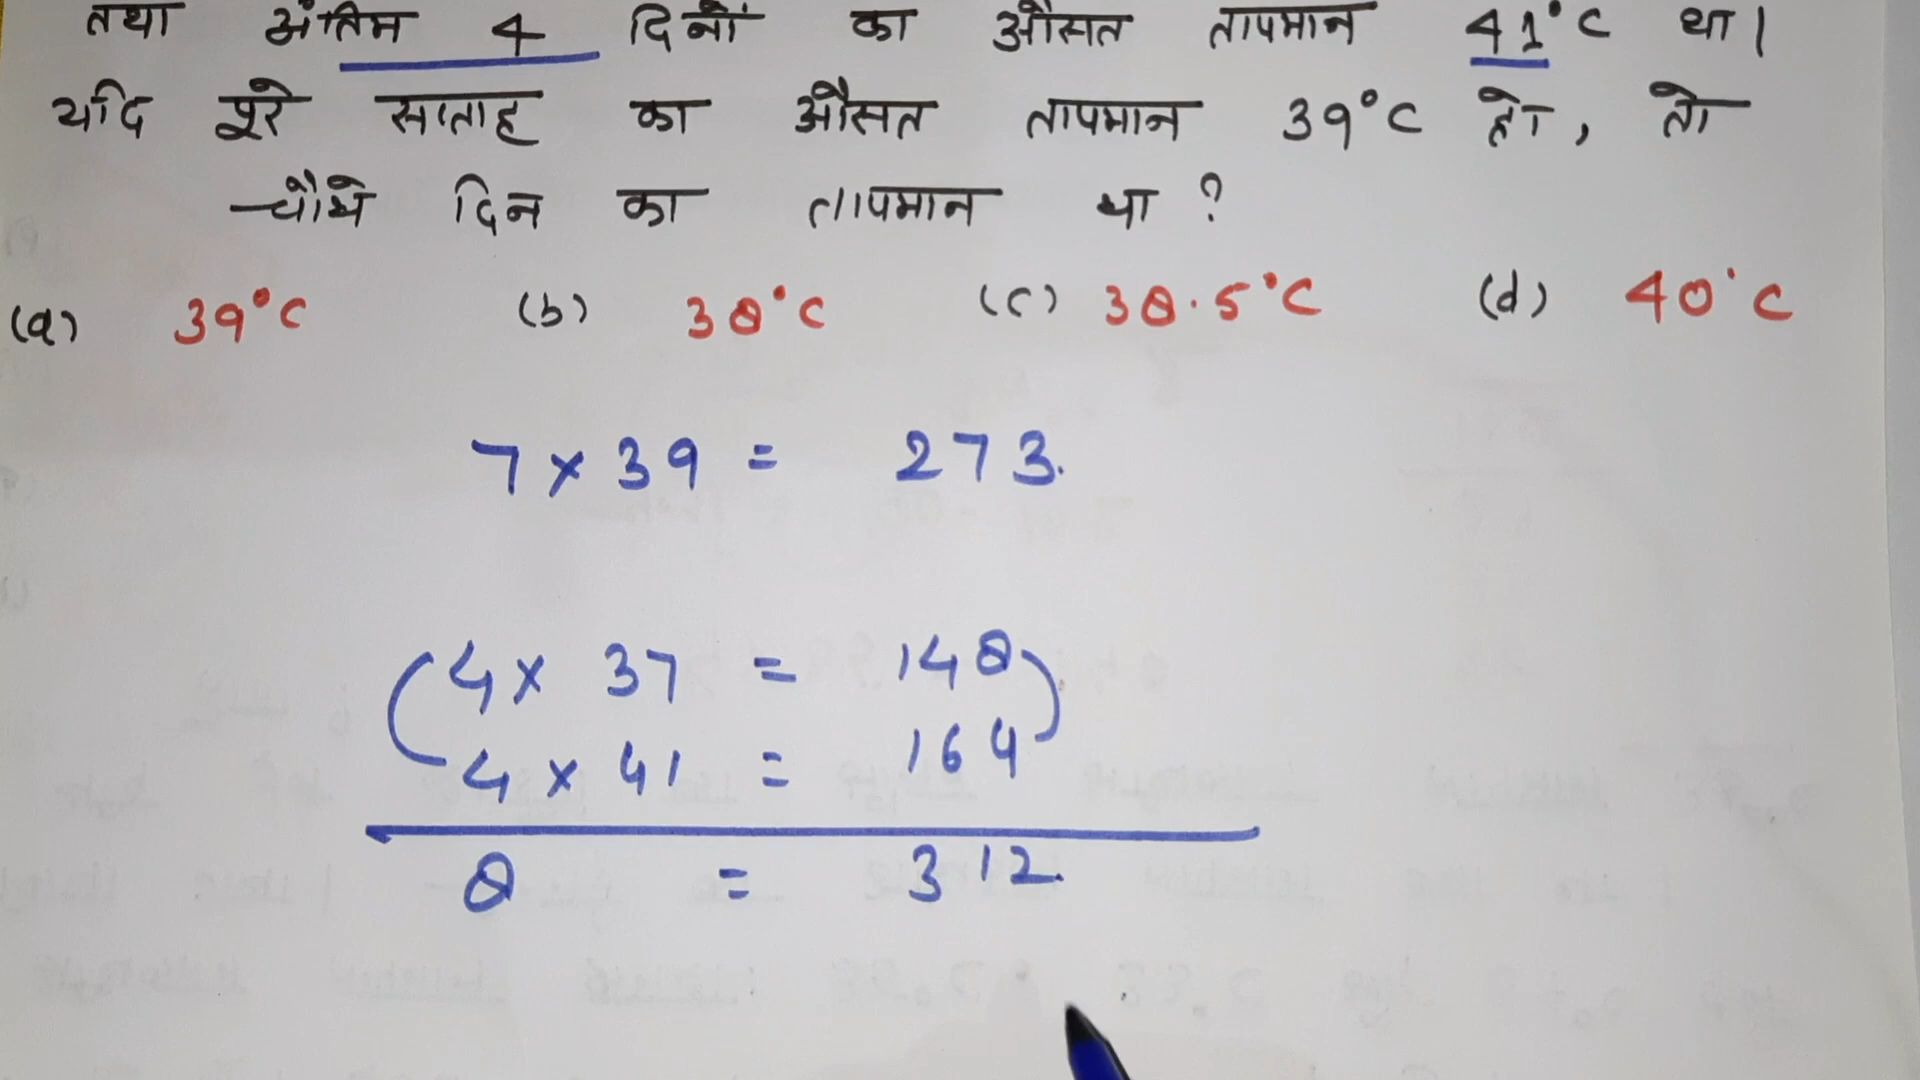 तथा अंतिम 4 दिनों का औसत तापमान 41°C था।
यदि पूरे सप्ताह का औसत तापमान 39°C हो, तो
चौथे दिन का तापमान था ?
(a) 39°C (b) 38°C (c) 38.5°C (d) 40°C
7 × 39 = 273.
4 × 37 = 148
4 × 41 = 164
8 = 312.